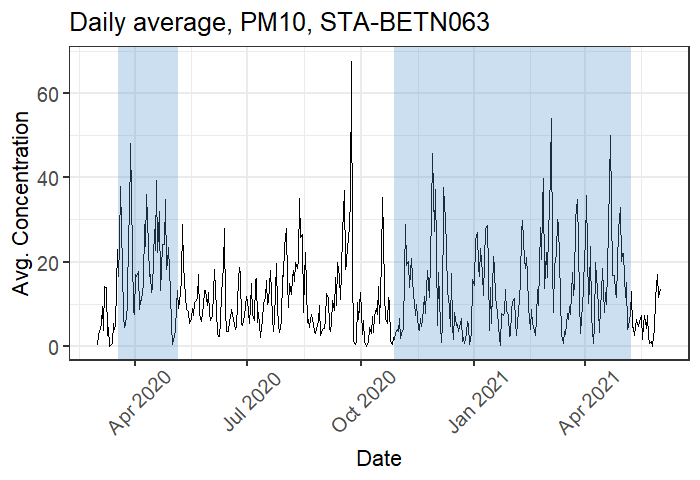 Daily average, PM10, STA-BETN063
Avg. Concentration
60
40
20
0
Apr 2020
Jul 2020
Oct 2020
Jan 2021
Apr 2021
Date